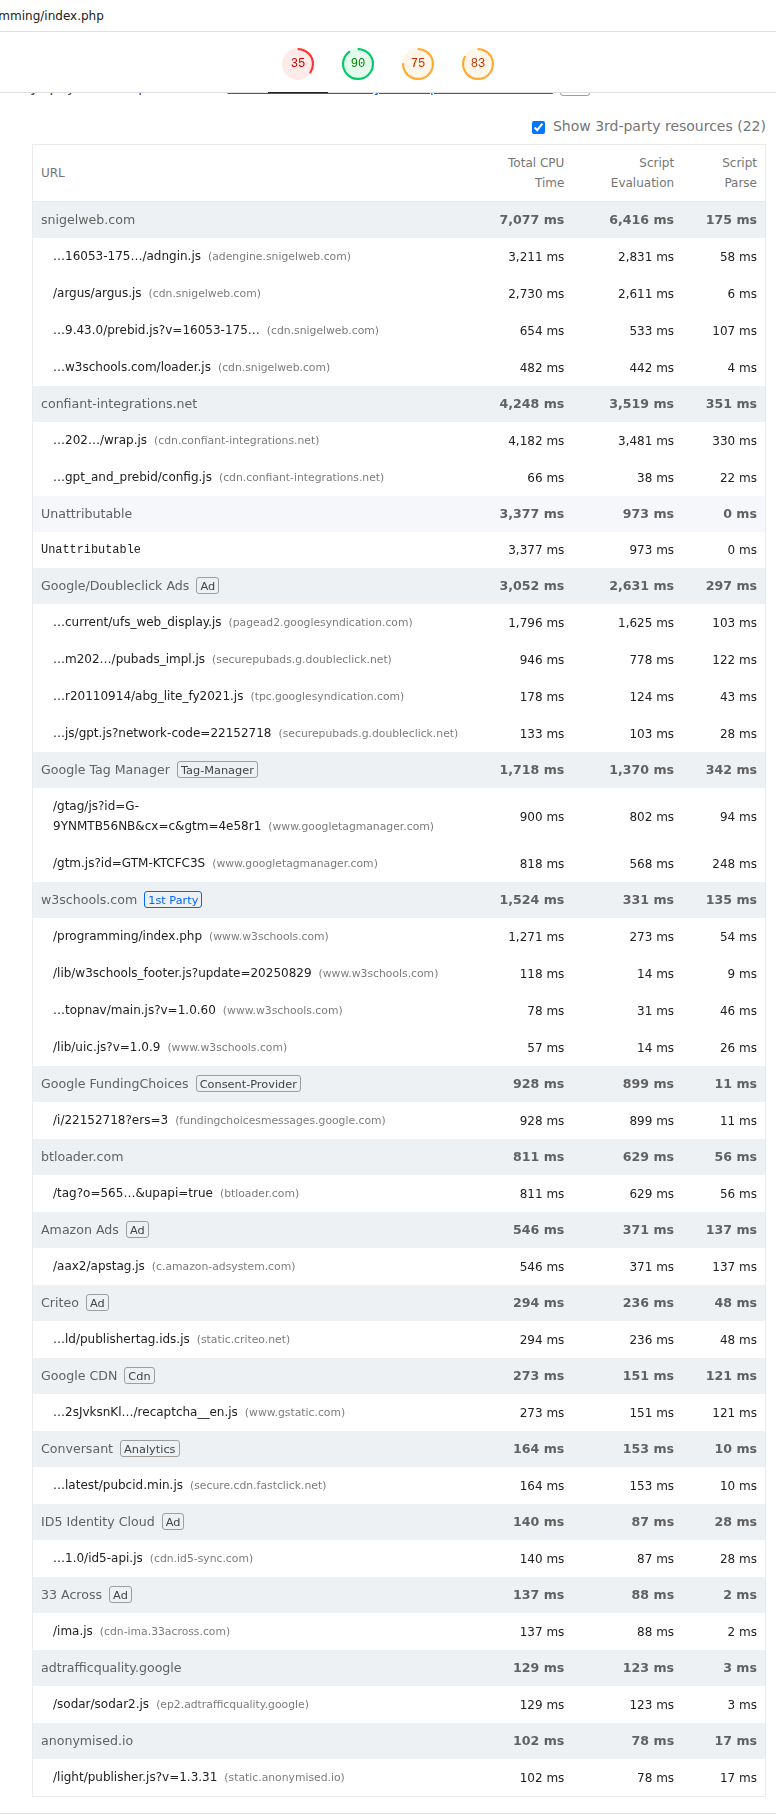 mming/index.php
35 90 75 83
Show 3rd-party resources (22)
URL Total CPU Time Script Evaluation Script Parse
snigelweb.com 7,077 ms 6,416 ms 175 ms
…16053-175…/adngin.js (adengine.snigelweb.com) 3,211 ms 2,831 ms 58 ms
/argus/argus.js (cdn.snigelweb.com) 2,730 ms 2,611 ms 6 ms
…9.43.0/prebid.js?v=16053-175… (cdn.snigelweb.com) 654 ms 533 ms 107 ms
…w3schools.com/loader.js (cdn.snigelweb.com) 482 ms 442 ms 4 ms
confiant-integrations.net 4,248 ms 3,519 ms 351 ms
…202…/wrap.js (cdn.confiant-integrations.net) 4,182 ms 3,481 ms 330 ms
…gpt_and_prebid/config.js (cdn.confiant-integrations.net) 66 ms 38 ms 22 ms
Unattributable 3,377 ms 973 ms 0 ms
Unattributable 3,377 ms 973 ms 0 ms
Google/Doubleclick Ads Ad 3,052 ms 2,631 ms 297 ms
…current/ufs_web_display.js (pagead2.googlesyndication.com) 1,796 ms 1,625 ms 103 ms
…m202…/pubads_impl.js (securepubads.g.doubleclick.net) 946 ms 778 ms 122 ms
…r20110914/abg_lite_fy2021.js (tpc.googlesyndication.com) 178 ms 124 ms 43 ms
…js/gpt.js?network-code=22152718 (securepubads.g.doubleclick.net) 133 ms 103 ms 28 ms
Google Tag Manager Tag-Manager 1,718 ms 1,370 ms 342 ms
/gtag/js?id=G-
9YNMTB56NB&cx=c&gtm=4e58r1 (www.googletagmanager.com) 900 ms 802 ms 94 ms
/gtm.js?id=GTM-KTCFC3S (www.googletagmanager.com) 818 ms 568 ms 248 ms
w3schools.com 1st Party 1,524 ms 331 ms 135 ms
/programming/index.php (www.w3schools.com) 1,271 ms 273 ms 54 ms
/lib/w3schools_footer.js?update=20250829 (www.w3schools.com) 118 ms 14 ms 9 ms
…topnav/main.js?v=1.0.60 (www.w3schools.com) 78 ms 31 ms 46 ms
/lib/uic.js?v=1.0.9 (www.w3schools.com) 57 ms 14 ms 26 ms
Google FundingChoices Consent-Provider 928 ms 899 ms 11 ms
/i/22152718?ers=3 (fundingchoicesmessages.google.com) 928 ms 899 ms 11 ms
btloader.com 811 ms 629 ms 56 ms
/tag?o=565…&upapi=true (btloader.com) 811 ms 629 ms 56 ms
Amazon Ads Ad 546 ms 371 ms 137 ms
/aax2/apstag.js (c.amazon-adsystem.com) 546 ms 371 ms 137 ms
Criteo Ad 294 ms 236 ms 48 ms
…ld/publishertag.ids.js (static.criteo.net) 294 ms 236 ms 48 ms
Google CDN Cdn 273 ms 151 ms 121 ms
…2sJvksnKl…/recaptcha__en.js (www.gstatic.com) 273 ms 151 ms 121 ms
Conversant Analytics 164 ms 153 ms 10 ms
…latest/pubcid.min.js (secure.cdn.fastclick.net) 164 ms 153 ms 10 ms
ID5 Identity Cloud Ad 140 ms 87 ms 28 ms
…1.0/id5-api.js (cdn.id5-sync.com) 140 ms 87 ms 28 ms
33 Across Ad 137 ms 88 ms 2 ms
/ima.js (cdn-ima.33across.com) 137 ms 88 ms 2 ms
adtrafficquality.google 129 ms 123 ms 3 ms
/sodar/sodar2.js (ep2.adtrafficquality.google) 129 ms 123 ms 3 ms
anonymised.io 102 ms 78 ms 17 ms
/light/publisher.js?v=1.3.31 (static.anonymised.io) 102 ms 78 ms 17 ms